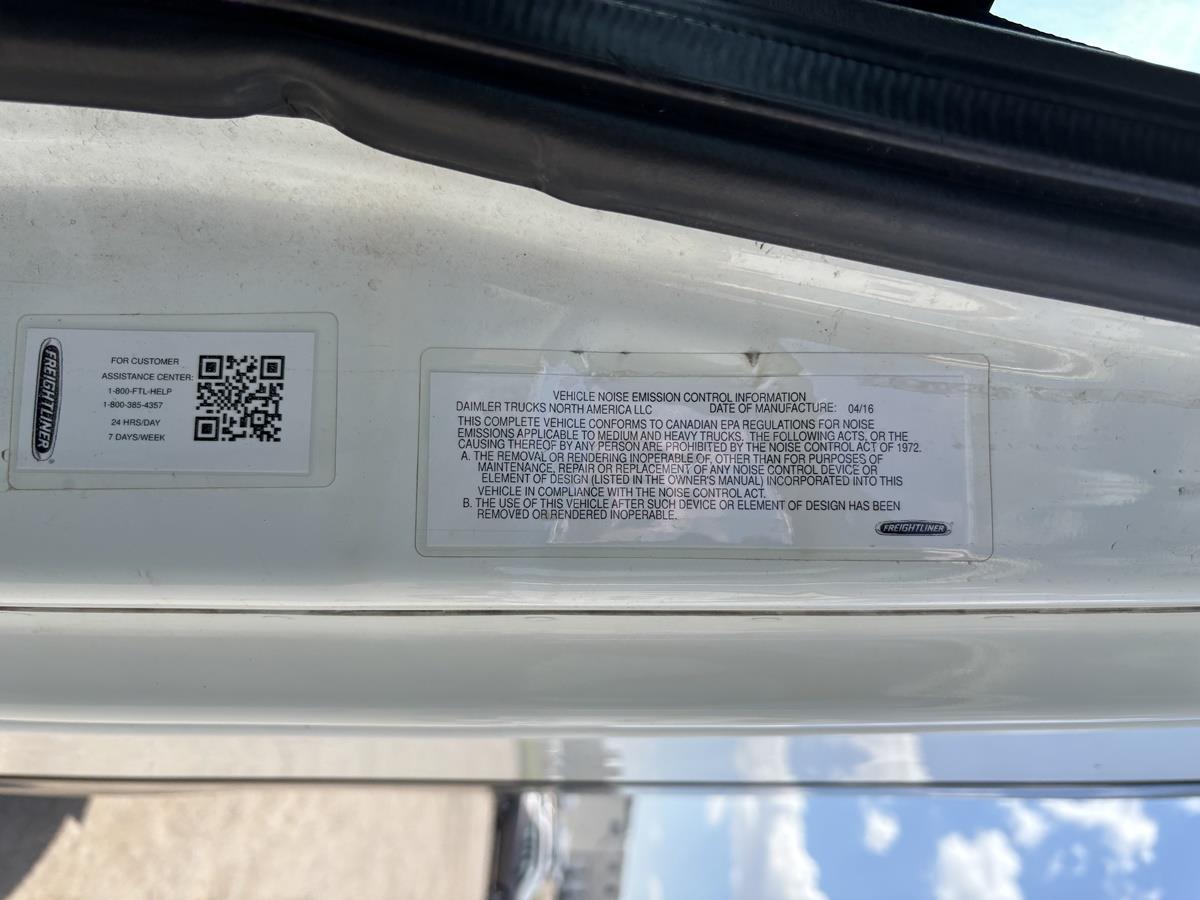 FREIGHTLINER
FOR CUSTOMER
ASSISTANCE CENTER:
1-800-FTL-HELP
1-800-385-4357
24 HRS/DAY
7 DAYS/WEEK
VEHICLE NOISE EMISSION CONTROL INFORMATION
DAIMLER TRUCKS NORTH AMERICA LLC DATE OF MANUFACTURE: 04/16
THIS COMPLETE VEHICLE CONFORMS TO CANADIAN EPA REGULATIONS FOR NOISE
EMISSIONS APPLICABLE TO MEDIUM AND HEAVY TRUCKS. THE FOLLOWING ACTS, OR THE
CAUSING THEREOF BY ANY PERSON ARE PROHIBITED BY THE NOISE CONTROL ACT OF 1972.
A. THE REMOVAL OR RENDERING INOPERABLE OF, OTHER THAN FOR PURPOSES OF
MAINTENANCE, REPAIR OR REPLACEMENT, OF ANY NOISE CONTROL DEVICE OR
ELEMENT OF DESIGN (LISTED IN THE OWNER'S MANUAL) INCORPORATED INTO THIS
VEHICLE IN COMPLIANCE WITH THE NOISE CONTROL ACT.
B. THE USE OF THIS VEHICLE AFTER SUCH DEVICE OR ELEMENT OF DESIGN HAS BEEN
REMOVED OR RENDERED INOPERABLE.
FREIGHTLINER